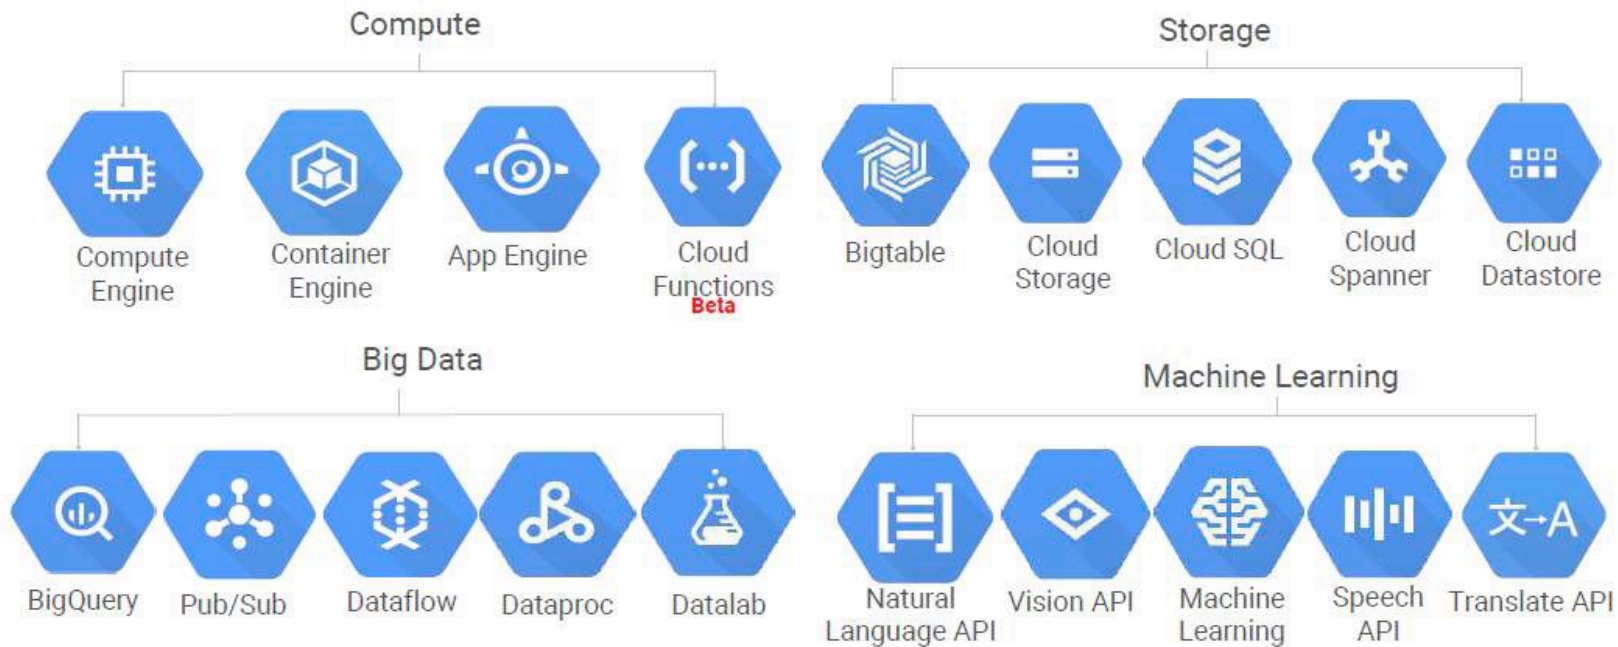 Compute
Compute
Engine
Container
Engine
App Engine
Cloud
Functions
Beta
Storage
Bigtable
Cloud
Storage
Cloud SQL
Cloud
Spanner
Cloud
Datastore
Big Data
BigQuery
Pub/Sub
Dataflow
Dataproc
Datalab
Machine Learning
Natural
Language API
Vision API
Machine
Learning
Speech
API
Translate API
文→A